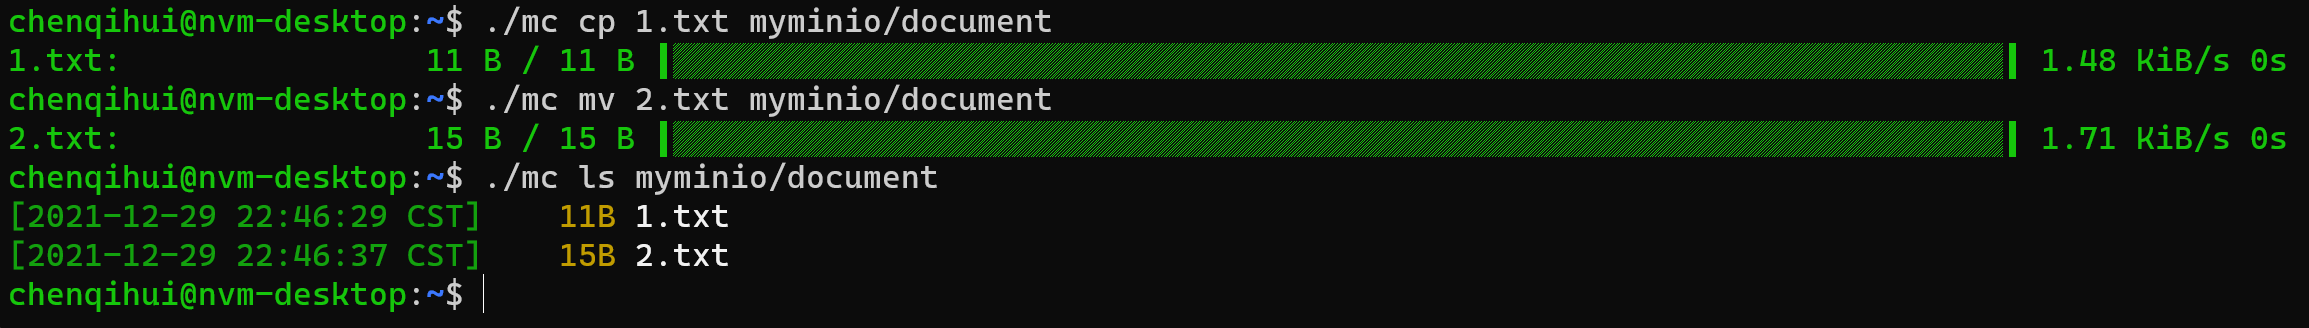 chenqihui@nvm-desktop:~$ ./mc cp 1.txt myminio/document
1.txt: 11 B / 11 B 1.48 KiB/s 0s
chenqihui@nvm-desktop:~$ ./mc mv 2.txt myminio/document
2.txt: 15 B / 15 B 1.71 KiB/s 0s
chenqihui@nvm-desktop:~$ ./mc ls myminio/document
[2021-12-29 22:46:29 CST] 11B 1.txt
[2021-12-29 22:46:37 CST] 15B 2.txt
chenqihui@nvm-desktop:~$